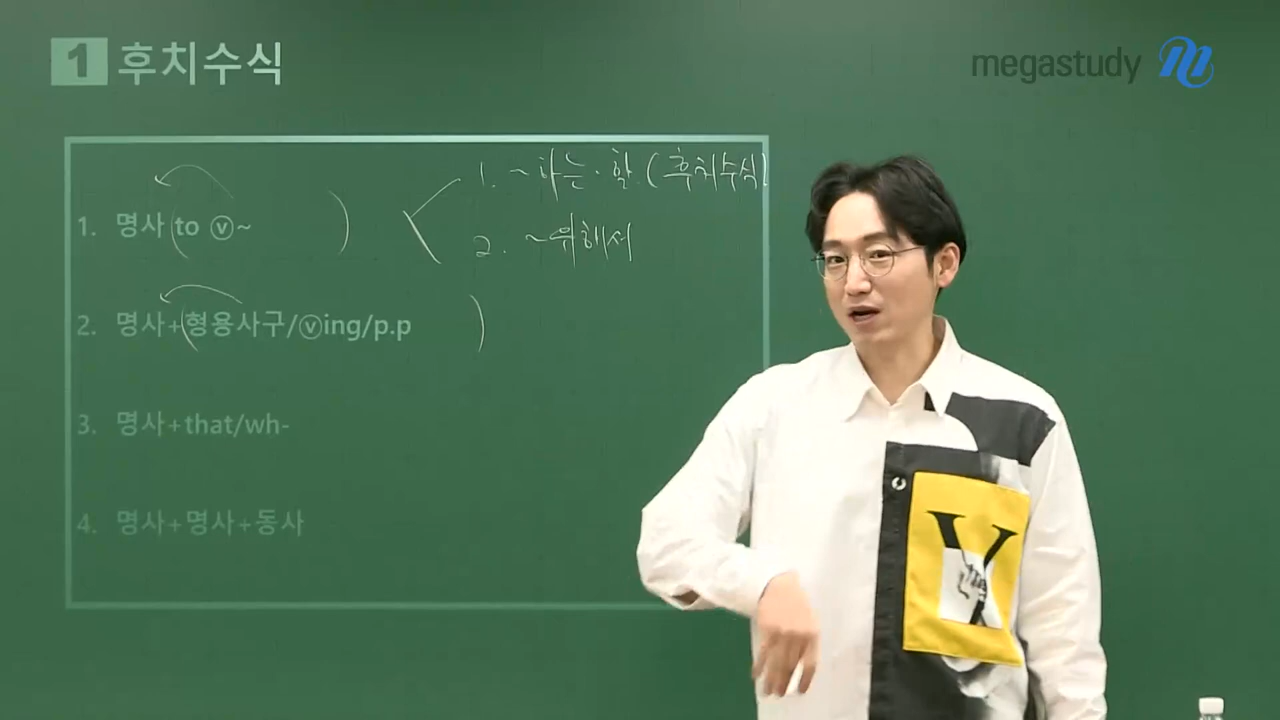 1 후치수식
megastudy
1. 명사 (to ⓥ~ )
1. ~하는·할 (후치수식)
2. ~위해서
2. 명사+(형용사구/ⓥing/p.p )
3. 명사+that/wh-
4. 명사+명사+동사
V